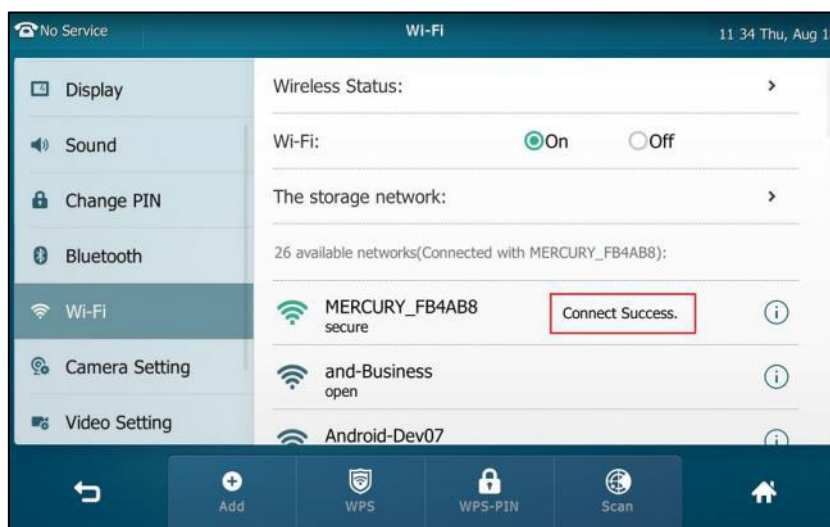 No Service
Wi-Fi
11 34 Thu, Aug 1
Display
Sound
Change PIN
Bluetooth
Wi-Fi
Camera Setting
Video Setting
Wireless Status:
Wi-Fi: On Off
The storage network:
26 available networks(Connected with MERCURY_FB4AB8):
MERCURY_FB4AB8
secure
Connect Success.
and-Business
open
Android-Dev07
Add
WPS
WPS-PIN
Scan